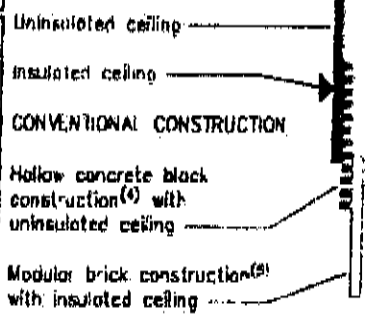 Uninsulated ceiling
insulated ceiling
CONVENTIONAL CONSTRUCTION
Hollow concrete block
construction(4) with
uninsulated ceiling
Modular brick construction(5)
with insulated ceiling